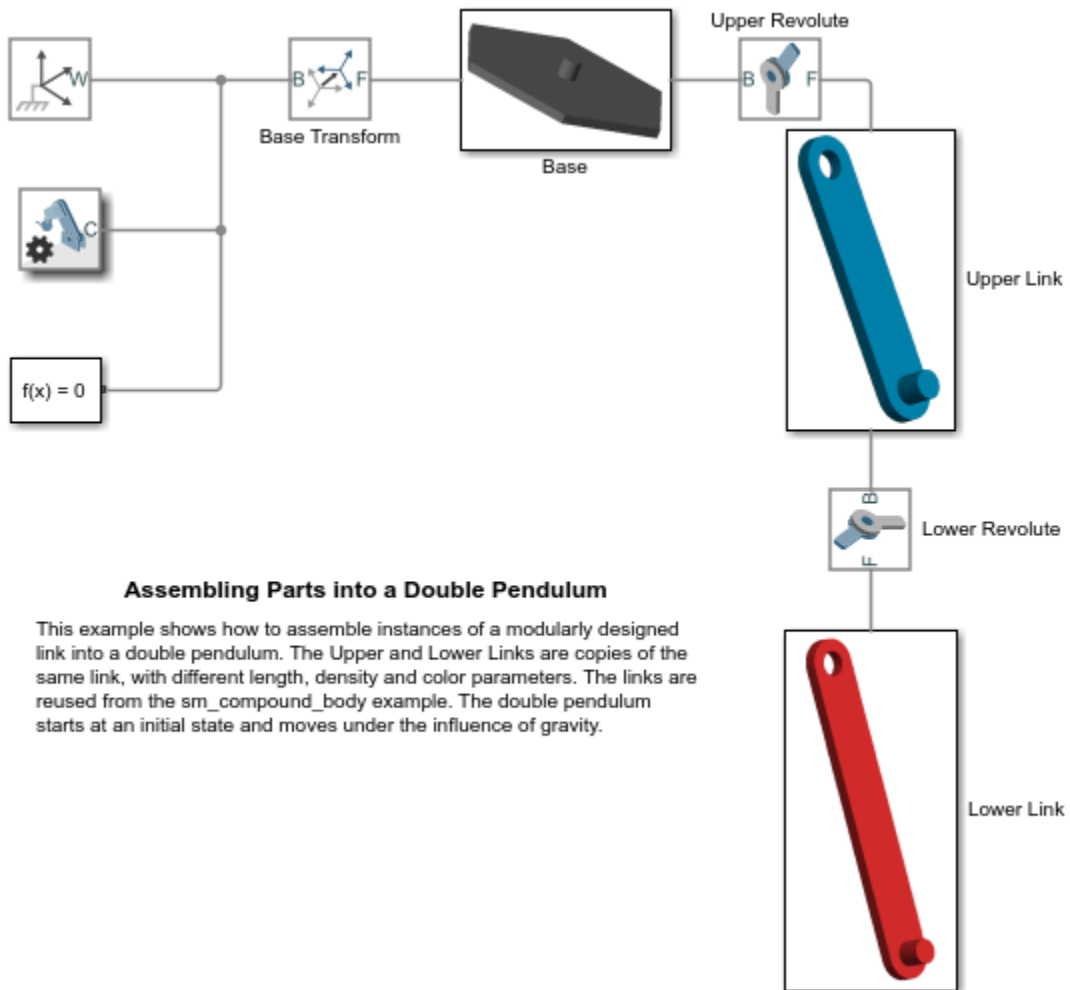 Upper Revolute
W
B
F
B
F
Base Transform
Base
C
Upper Link
f(x) = 0
B
Lower Revolute
F
Assembling Parts into a Double Pendulum
This example shows how to assemble instances of a modularly designed
link into a double pendulum. The Upper and Lower Links are copies of the
same link, with different length, density and color parameters. The links are
reused from the sm_compound_body example. The double pendulum
starts at an initial state and moves under the influence of gravity.
Lower Link